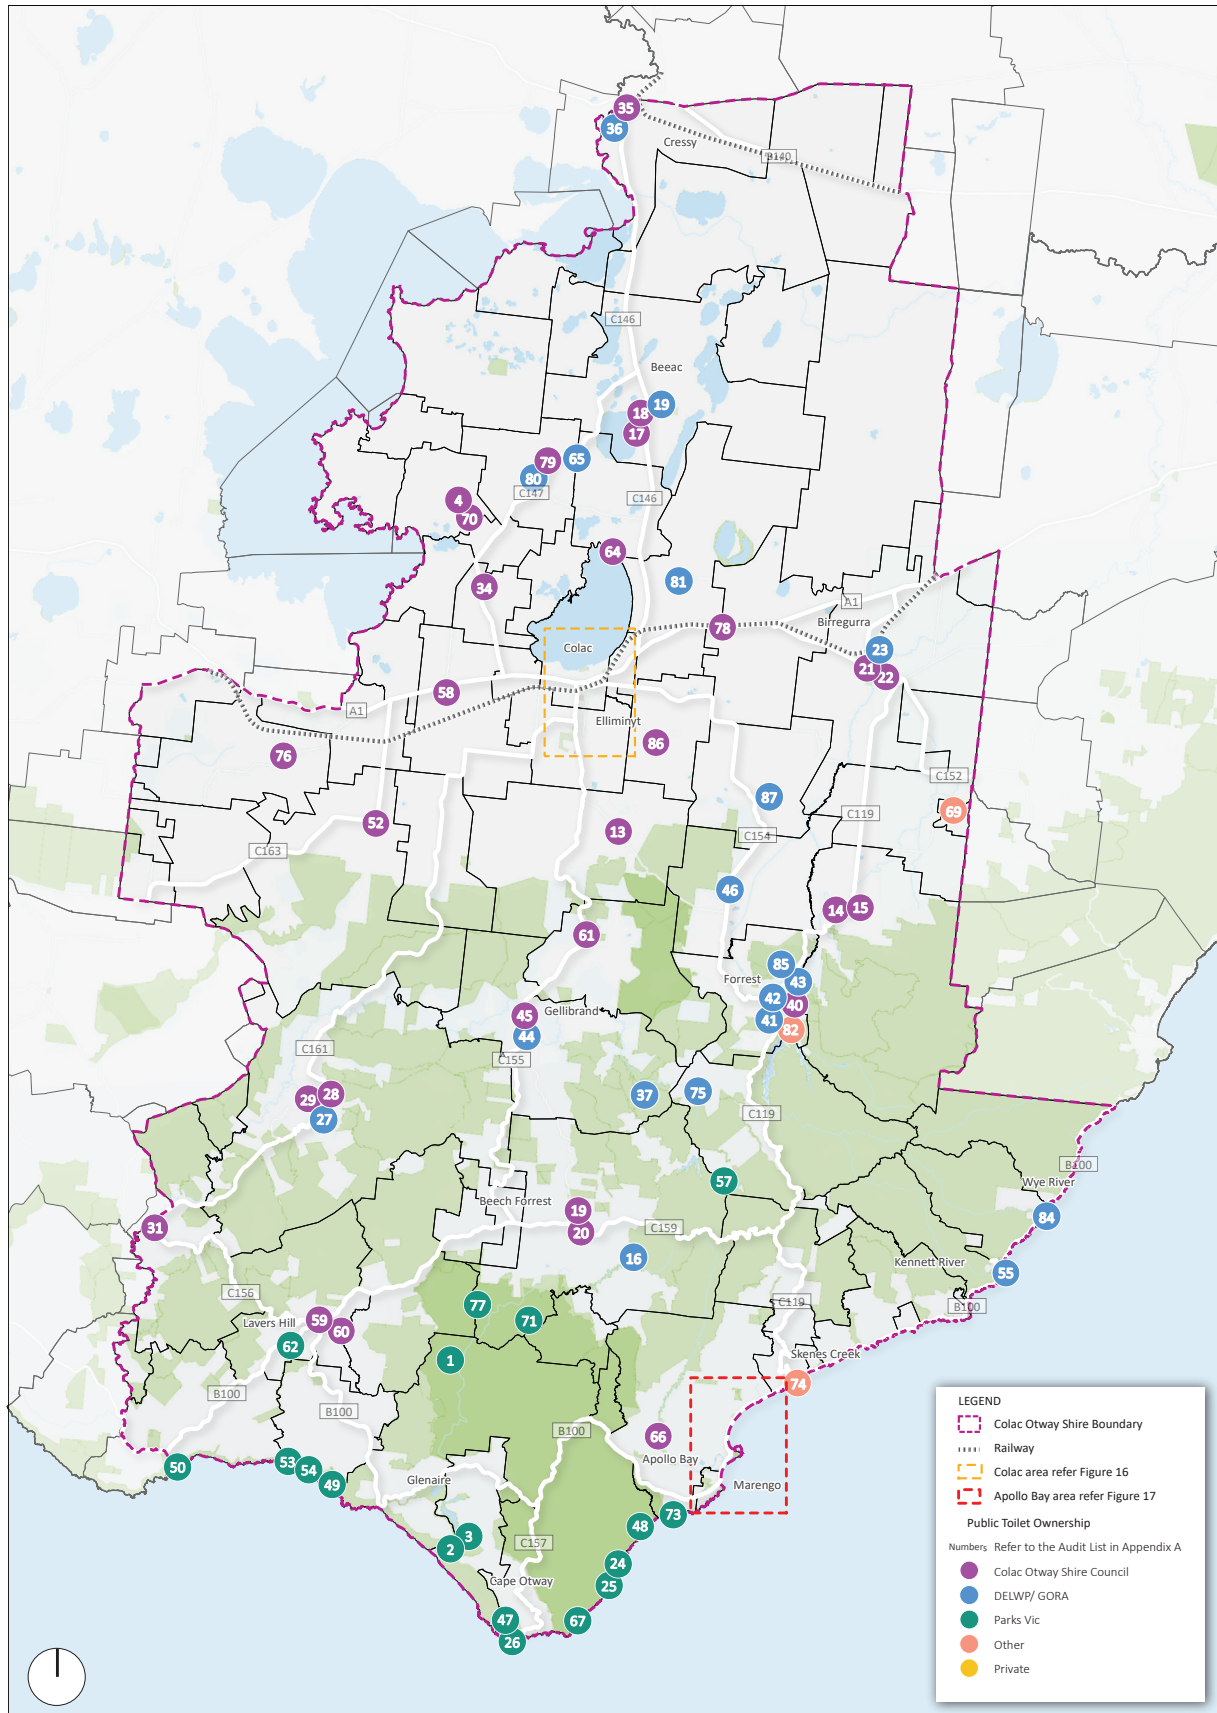 35
36
Cressy
B140
C146
Beeac
19
18
17
79
65
80
C147
4
70
C146
64
34
81
A1
78
Birregurra
Colac
23
21
22
58
A1
Elliminyt
86
76
C152
87
69
52
13
C119
C154
C163
46
14
15
61
85
Forrest
43
42
40
45
Gellibrand
41
82
44
C161
C155
29
28
37
75
27
C119
B100
57
Wye River
Beech Forrest
31
19
84
20
C159
16
Kennett River
55
C156
77
C119
B100
59
71
Lavers Hill
60
62
Skenes Creek
1
74
B100
B100
B100
66
Apollo Bay
50
53
54
Glenaire
49
Marengo
73
48
3
2
C157
24
Cape Otway
25
47
67
26
LEGEND
Colac Otway Shire Boundary
Railway
Colac area refer Figure 16
Apollo Bay area refer Figure 17
Public Toilet Ownership
Numbers Refer to the Audit List in Appendix A
Colac Otway Shire Council
DELWP/ GORA
Parks Vic
Other
Private